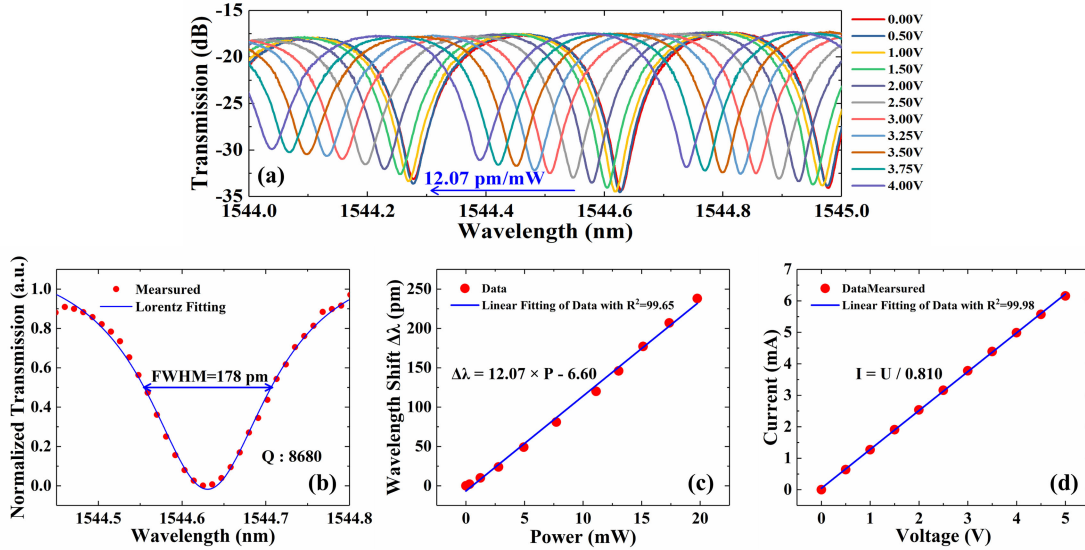 -15
-20
-25
-30
-35
Transmission (dB)
(a)
12.07 pm/mW
1544.0 1544.2 1544.4 1544.6 1544.8 1545.0
Wavelength (nm)
0.00V
0.50V
1.00V
1.50V
2.00V
2.50V
3.00V
3.25V
3.50V
3.75V
4.00V
Normalized Transmission (a.u.)
1.0
0.8
0.6
0.4
0.2
0.0
Mearsured
Lorentz Fitting
FWHM=178 pm
Q : 8680
(b)
1544.5 1544.6 1544.7 1544.8
Wavelength (nm)
Wavelength Shift Δλ (pm)
250
200
150
100
50
0
Data
Linear Fitting of Data with R²=99.65
Δλ = 12.07 × P - 6.60
(c)
0 5 10 15 20
Power (mW)
Current (mA)
7
6
5
4
3
2
1
0
DataMearsured
Linear Fitting of Data with R²=99.98
I = U / 0.810
(d)
0 1 2 3 4 5
Voltage (V)